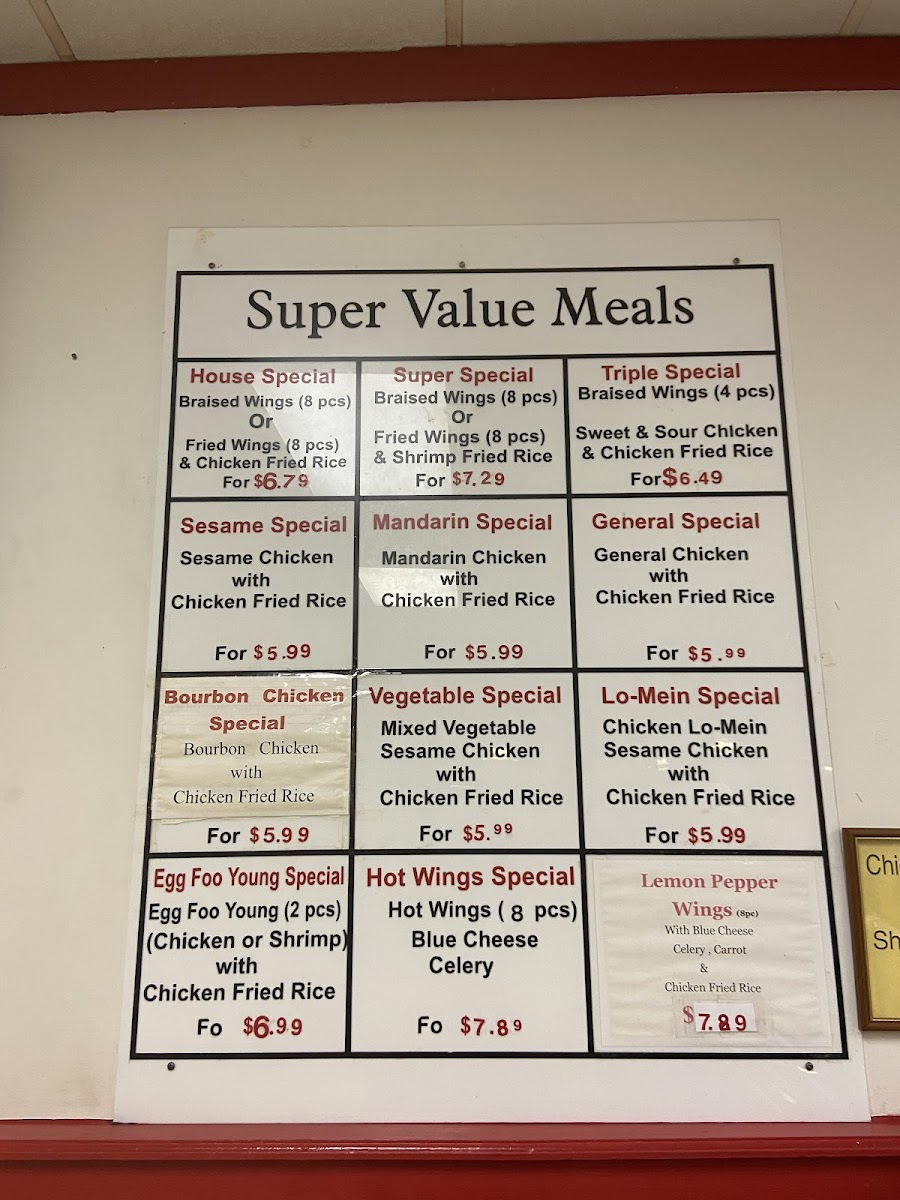 Super Value Meals
House Special
Braised Wings (8 pcs)
Or
Fried Wings (8 pcs)
& Chicken Fried Rice
For $6.79
Super Special
Braised Wings (8 pcs)
Or
Fried Wings (8 pcs)
& Shrimp Fried Rice
For $7.29
Triple Special
Braised Wings (4 pcs)
Sweet & Sour Chicken
& Chicken Fried Rice
For $6.49
Sesame Special
Sesame Chicken
with
Chicken Fried Rice
For $5.99
Mandarin Special
Mandarin Chicken
with
Chicken Fried Rice
For $5.99
General Special
General Chicken
with
Chicken Fried Rice
For $5.99
Bourbon Chicken
Special
Bourbon Chicken
with
Chicken Fried Rice
For $5.99
Vegetable Special
Mixed Vegetable
Sesame Chicken
with
Chicken Fried Rice
For $5.99
Lo-Mein Special
Chicken Lo-Mein
Sesame Chicken
with
Chicken Fried Rice
For $5.99
Egg Foo Young Special
Egg Foo Young (2 pcs)
(Chicken or Shrimp)
with
Chicken Fried Rice
Fo $6.99
Hot Wings Special
Hot Wings ( 8 pcs)
Blue Cheese
Celery
Fo $7.89
Lemon Pepper
Wings (8pc)
With Blue Cheese
Celery , Carrot
&
Chicken Fried Rice
$7.89
Chi
Sh